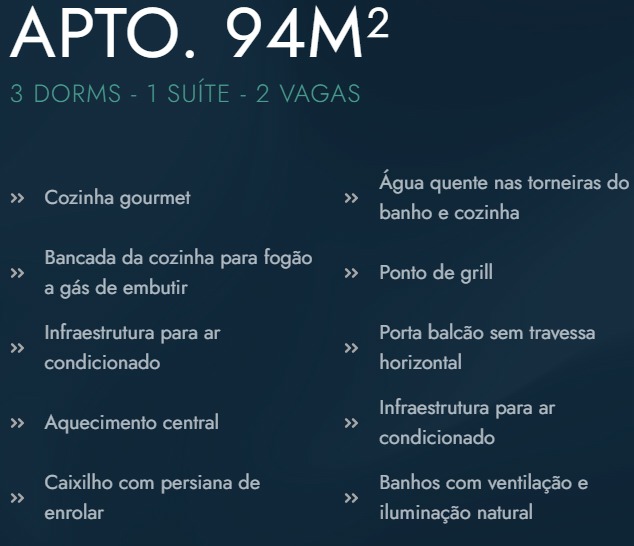 APTO. 94M²
3 DORMS - 1 SUÍTE - 2 VAGAS
» Cozinha gourmet
» Bancada da cozinha para fogão
a gás de embutir
» Infraestrutura para ar
condicionado
» Aquecimento central
» Caixilho com persiana de
enrolar
» Água quente nas torneiras do
banho e cozinha
» Ponto de grill
» Porta balcão sem travessa
horizontal
» Infraestrutura para ar
condicionado
» Banhos com ventilação e
iluminação natural